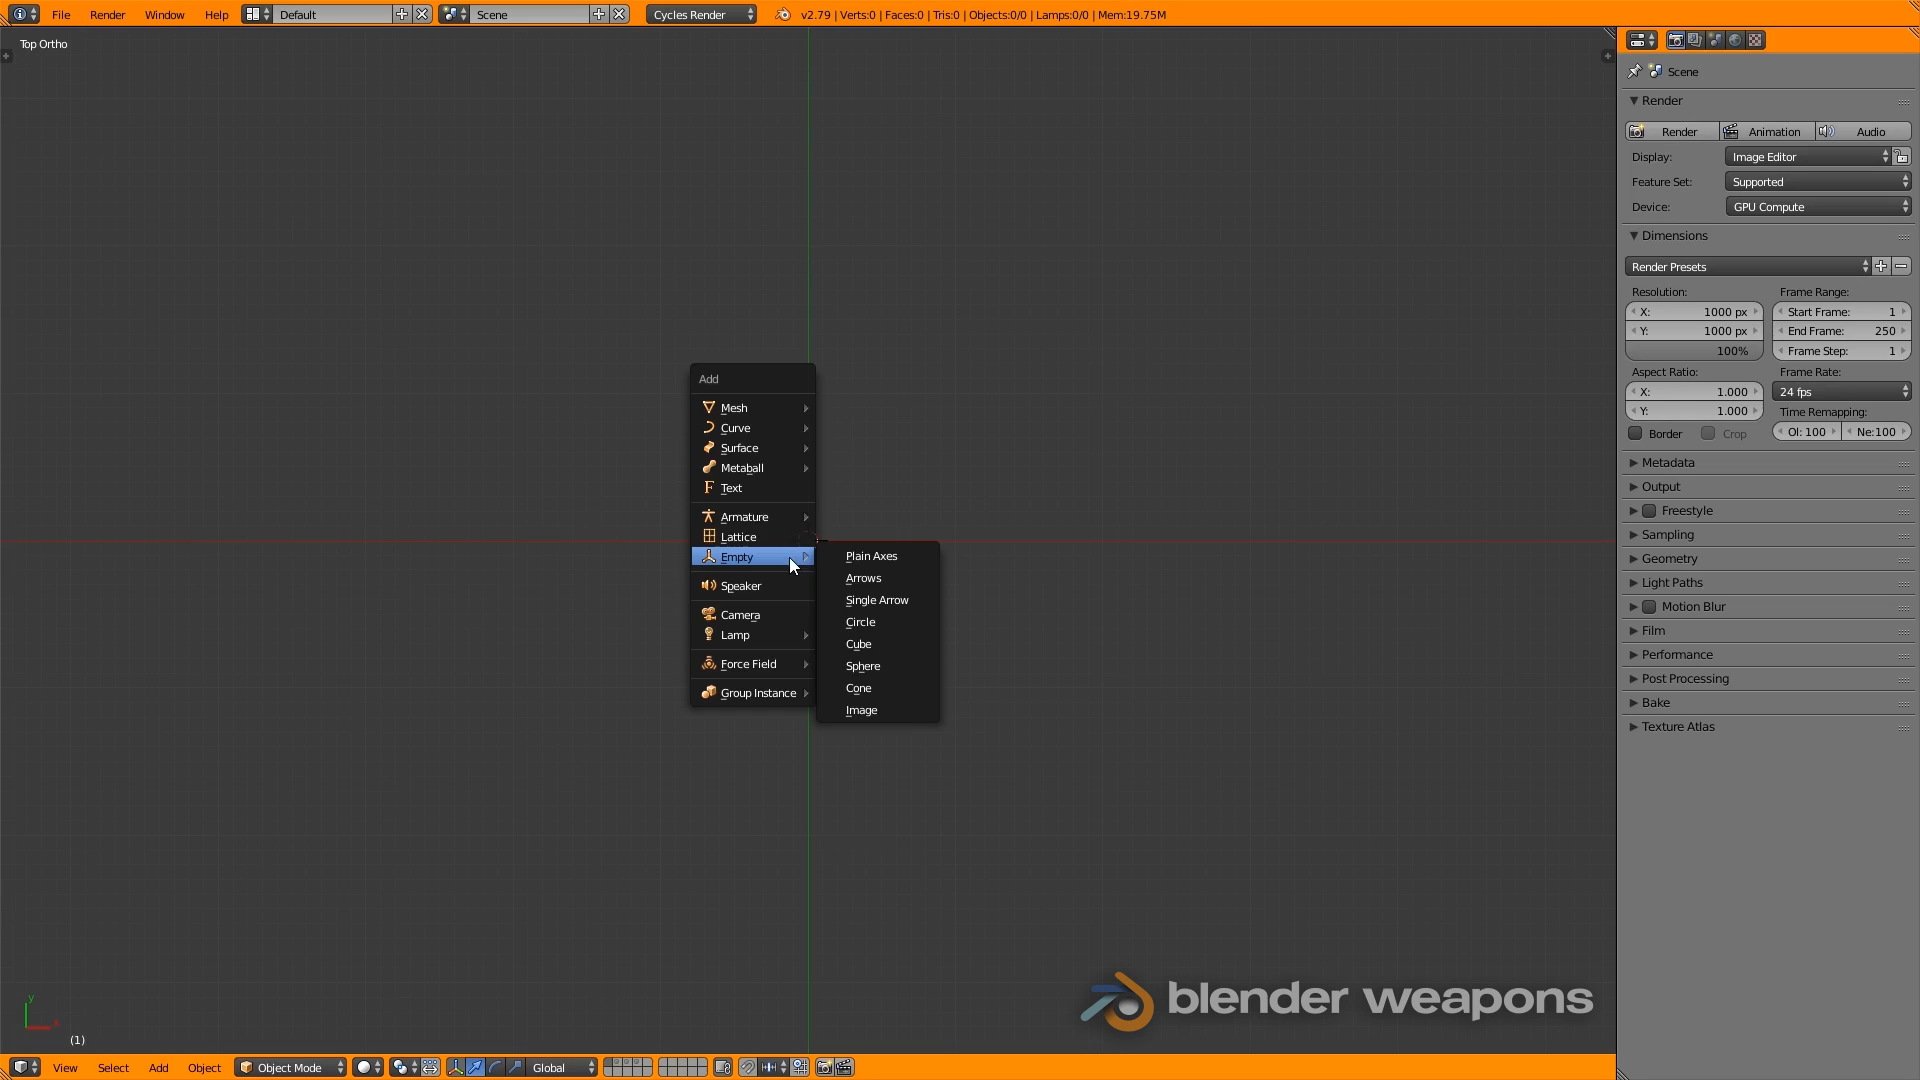 File Render Window Help Default Scene Cycles Render v2.79 | Verts:0 | Faces:0 | Tris:0 | Objects:0/0 | Lamps:0/0 | Mem:19.75M
Top Ortho
Add
Mesh
Curve
Surface
Metaball
Text
Armature
Lattice
Empty
Speaker
Camera
Lamp
Force Field
Group Instance
Plain Axes
Arrows
Single Arrow
Circle
Cube
Sphere
Cone
Image
Scene
Render
Render Animation Audio
Display: Image Editor
Feature Set: Supported
Device: GPU Compute
Dimensions
Render Presets
Resolution: Frame Range:
X: 1000 px Start Frame: 1
Y: 1000 px End Frame: 250
100% Frame Step: 1
Aspect Ratio: Frame Rate:
X: 1.000 24 fps
Y: 1.000 Time Remapping:
Border Crop Ol: 100 Ne:100
Metadata
Output
Freestyle
Sampling
Geometry
Light Paths
Motion Blur
Film
Performance
Post Processing
Bake
Texture Atlas
blender weapons
y
x
(1)
View Select Add Object Object Mode Global